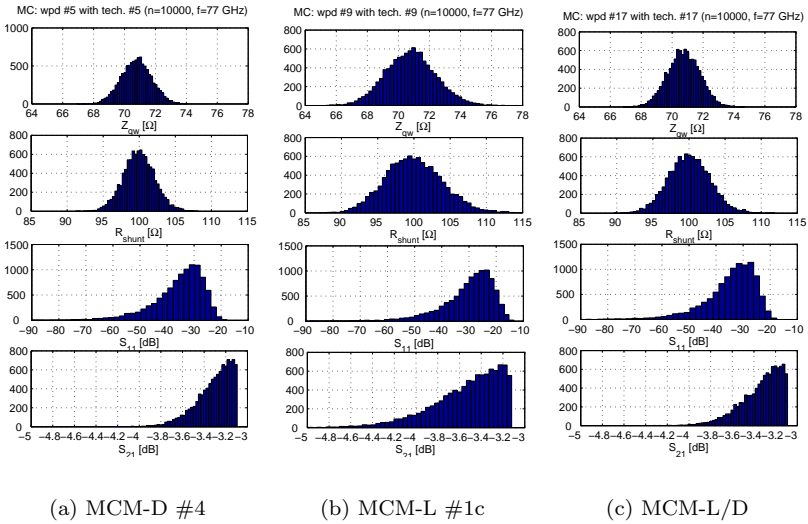 MC: wpd #5 with tech. #5 (n=10000, f=77 GHz)
1000
500
0
64 66 68 70 72 74 76 78
Z_qw [Ω]
800
600
400
200
0
85 90 95 100 105 110 115
R_shunt [Ω]
1500
1000
500
0
−90 −80 −70 −60 −50 −40 −30 −20 −10
S_11 [dB]
800
600
400
200
0
−5 −4.8 −4.6 −4.4 −4.2 −4 −3.8 −3.6 −3.4 −3.2 −3
S_21 [dB]
(a) MCM-D #4
MC: wpd #9 with tech. #9 (n=10000, f=77 GHz)
800
600
400
200
0
64 66 68 70 72 74 76 78
Z_qw [Ω]
800
600
400
200
0
85 90 95 100 105 110 115
R_shunt [Ω]
1500
1000
500
0
−90 −80 −70 −60 −50 −40 −30 −20 −10
S_11 [dB]
800
600
400
200
0
−5 −4.8 −4.6 −4.4 −4.2 −4 −3.8 −3.6 −3.4 −3.2 −3
S_21 [dB]
(b) MCM-L #1c
MC: wpd #17 with tech. #17 (n=10000, f=77 GHz)
800
600
400
200
0
64 66 68 70 72 74 76 78
Z_qw [Ω]
800
600
400
200
0
85 90 95 100 105 110 115
R_shunt [Ω]
1500
1000
500
0
−90 −80 −70 −60 −50 −40 −30 −20 −10
S_11 [dB]
800
600
400
200
0
−5 −4.8 −4.6 −4.4 −4.2 −4 −3.8 −3.6 −3.4 −3.2 −3
S_21 [dB]
(c) MCM-L/D